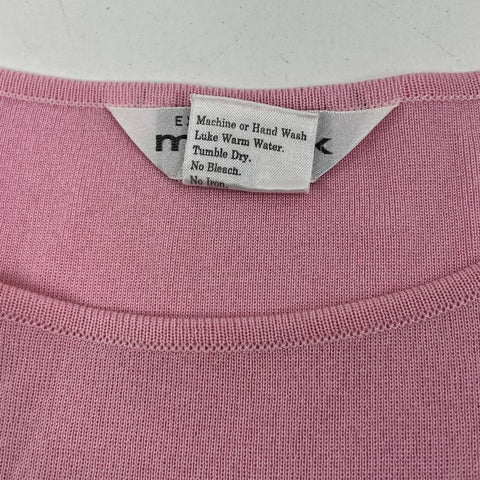 Machine or Hand Wash
Luke Warm Water.
Tumble Dry.
No Bleach.
No Iron.